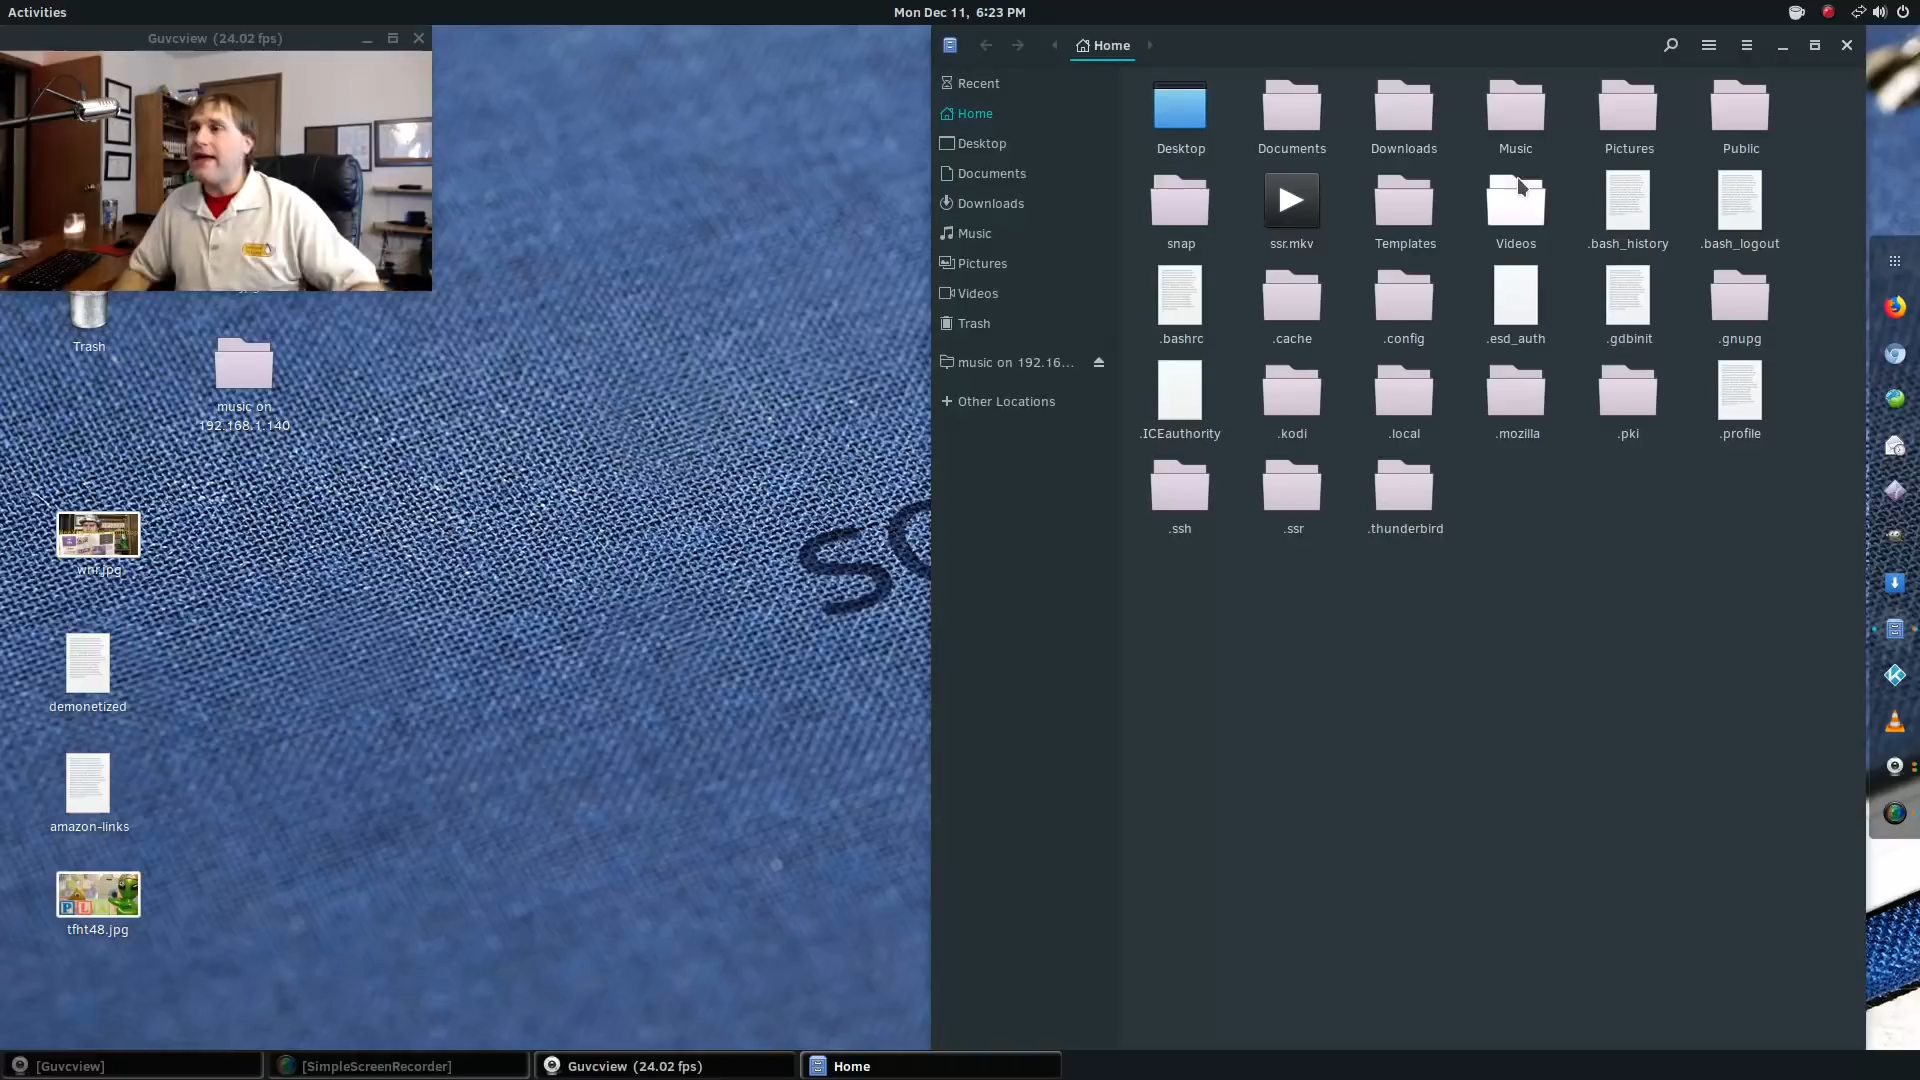 Activities
Mon Dec 11, 6:23 PM
Guvcview (24.02 fps)
Home
Recent
Home
Desktop
Documents
Downloads
Music
Pictures
Videos
Trash
music on 192.16...
Other Locations
Desktop
Documents
Downloads
Music
Pictures
Public
snap
ssr.mkv
Templates
Videos
.bash_history
.bash_logout
.bashrc
.cache
.config
.esd_auth
.gdbinit
.gnupg
.ICEauthority
.kodi
.local
.mozilla
.pki
.profile
.ssh
.ssr
.thunderbird
Trash
music on
192.168.1.140
wnr.jpg
demonetized
amazon-links
tfht48.jpg
[Guvcview]
[SimpleScreenRecorder]
Guvcview (24.02 fps)
Home